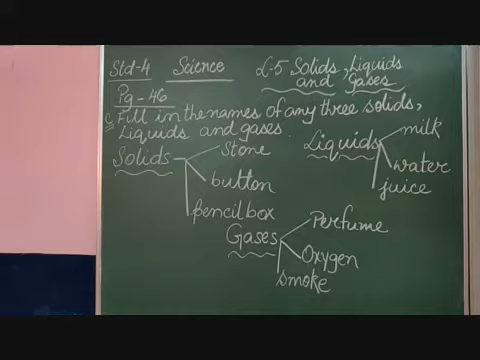 Std-4 Science L-5 Solids, Liquids and Gases
Pg-46
C. Fill in the names of any three solids, Liquids and gases.
Solids
Stone
button
pencil box
Liquids
milk
water
juice
Gases
Perfume
Oxygen
smoke